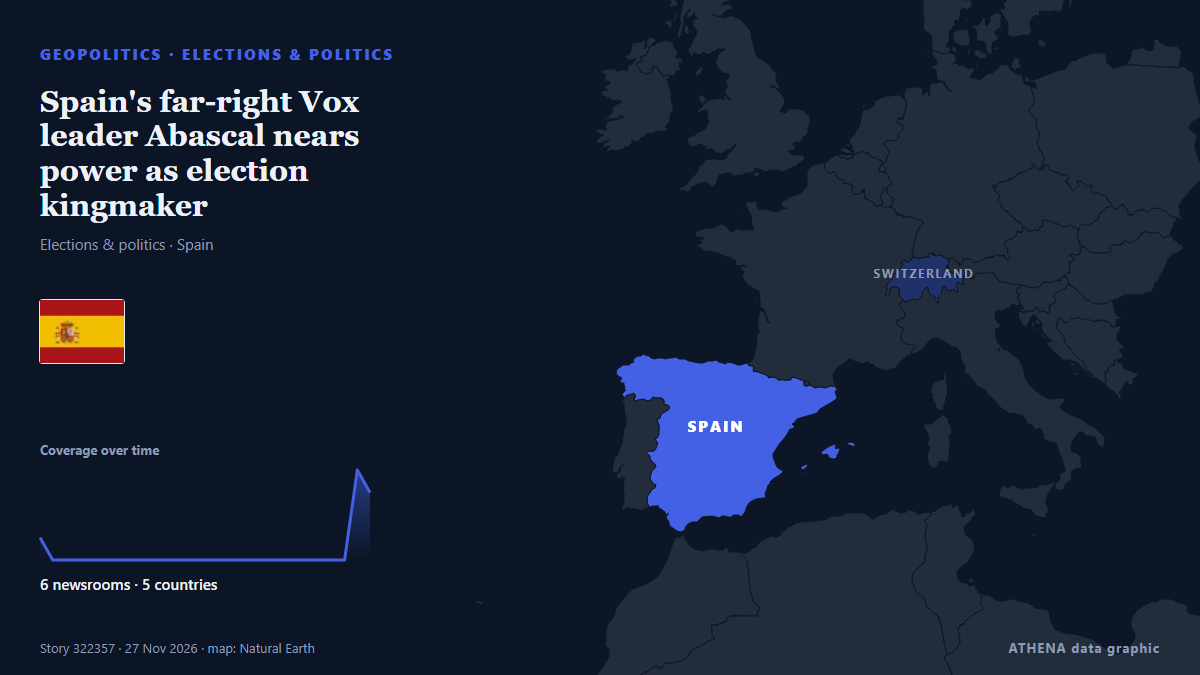 GEOPOLITICS · ELECTIONS & POLITICS
Spain's far-right Vox
leader Abascal nears
power as election
kingmaker
Elections & politics · Spain
SWITZERLAND
SPAIN
Coverage over time
6 newsrooms · 5 countries
Story 322357 · 27 Nov 2026 · map: Natural Earth
ATHENA data graphic